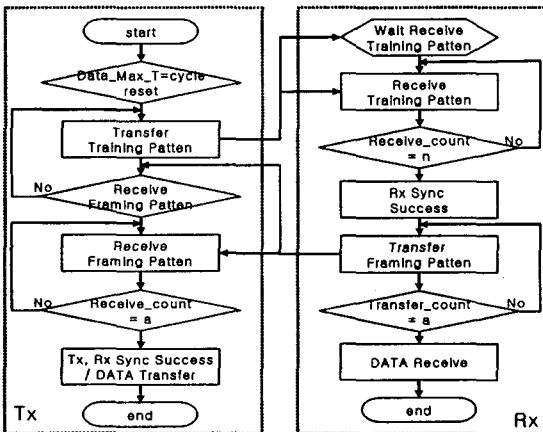 start
Data_Max_T=cycle
reset
Transfer
Training Patten
No
Receive
Framing Patten
Receive
Framing Patten
No
Receive_count
= a
Tx, Rx Sync Success
/ DATA Transfer
Tx
end
Wait Receive
Training Patten
Receive
Training Patten
Receive_count
= n
No
Rx Sync
Success
Transfer
Framing Patten
Transfer_count
= a
No
DATA Receive
end
Rx